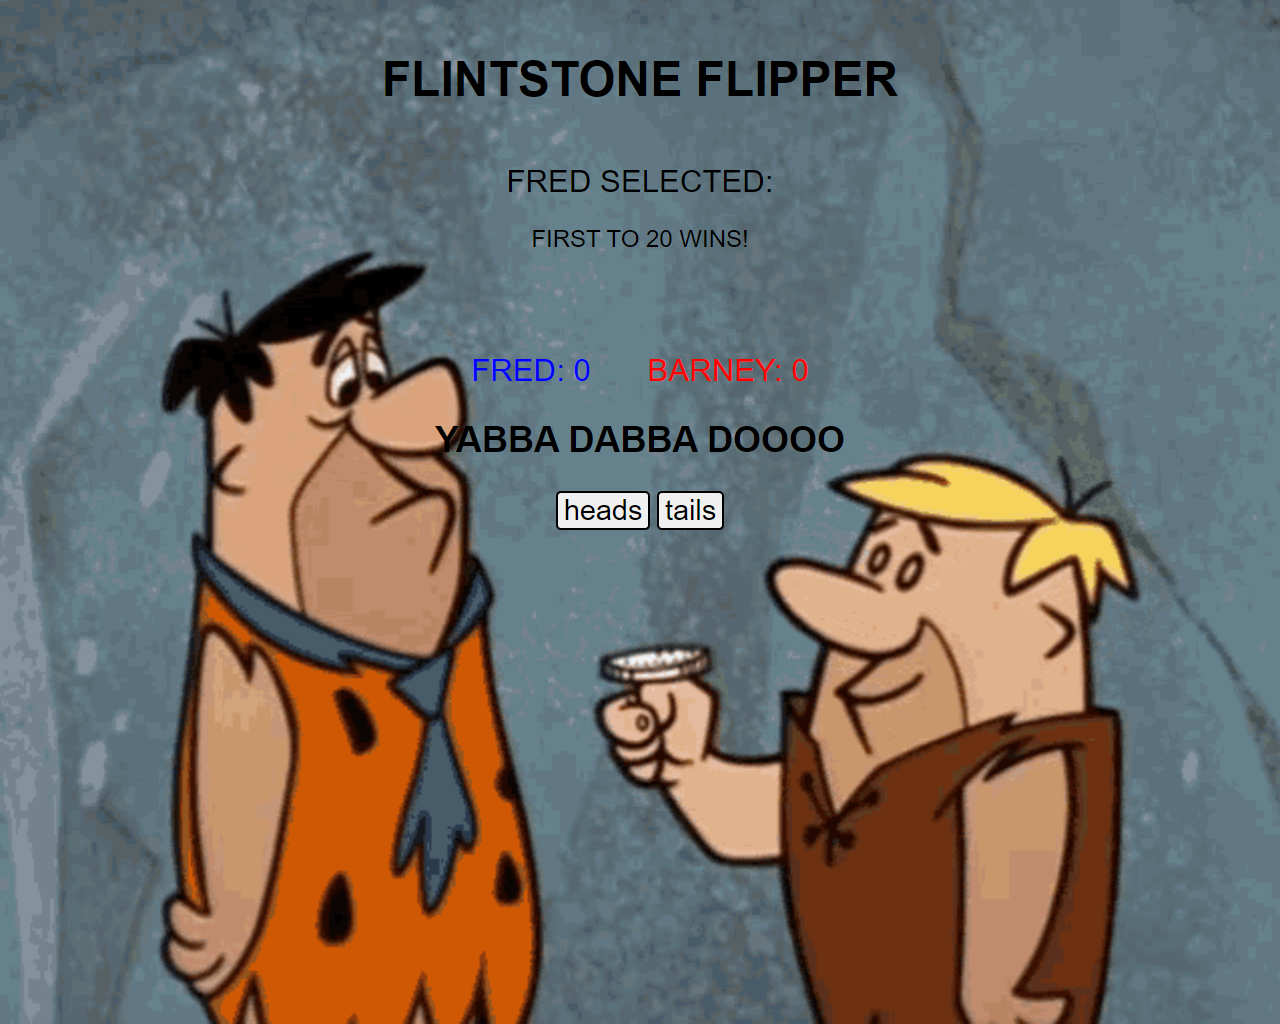 FLINTSTONE FLIPPER
FRED SELECTED:
FIRST TO 20 WINS!
FRED: 0 BARNEY: 0
YABBA DABBA DOOOO
heads tails